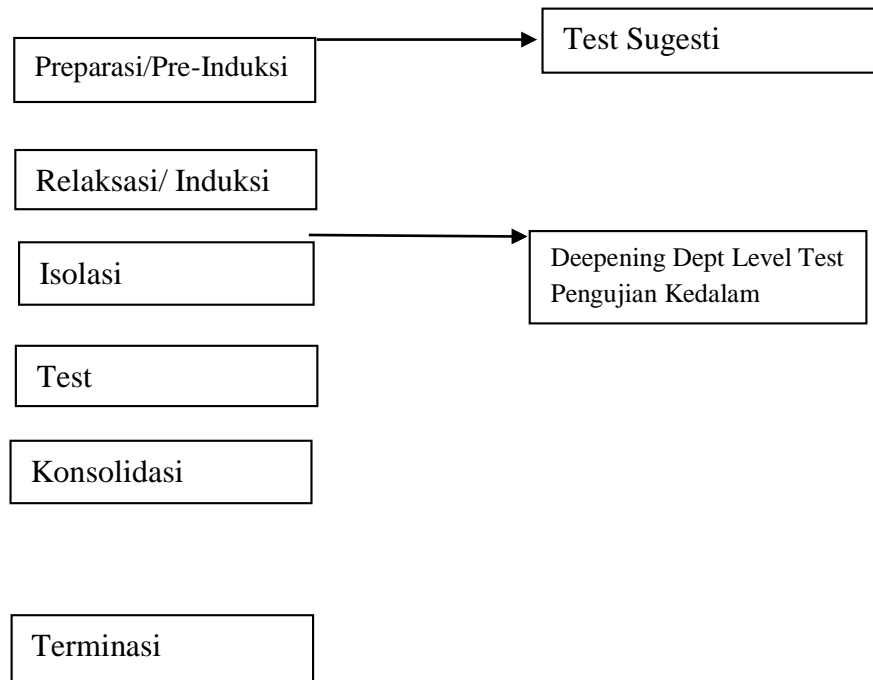 Preparasi/Pre-Induksi
Test Sugesti
Relaksasi/ Induksi
Isolasi
Deepening Dept Level Test
Pengujian Kedalam
Test
Konsolidasi
Terminasi